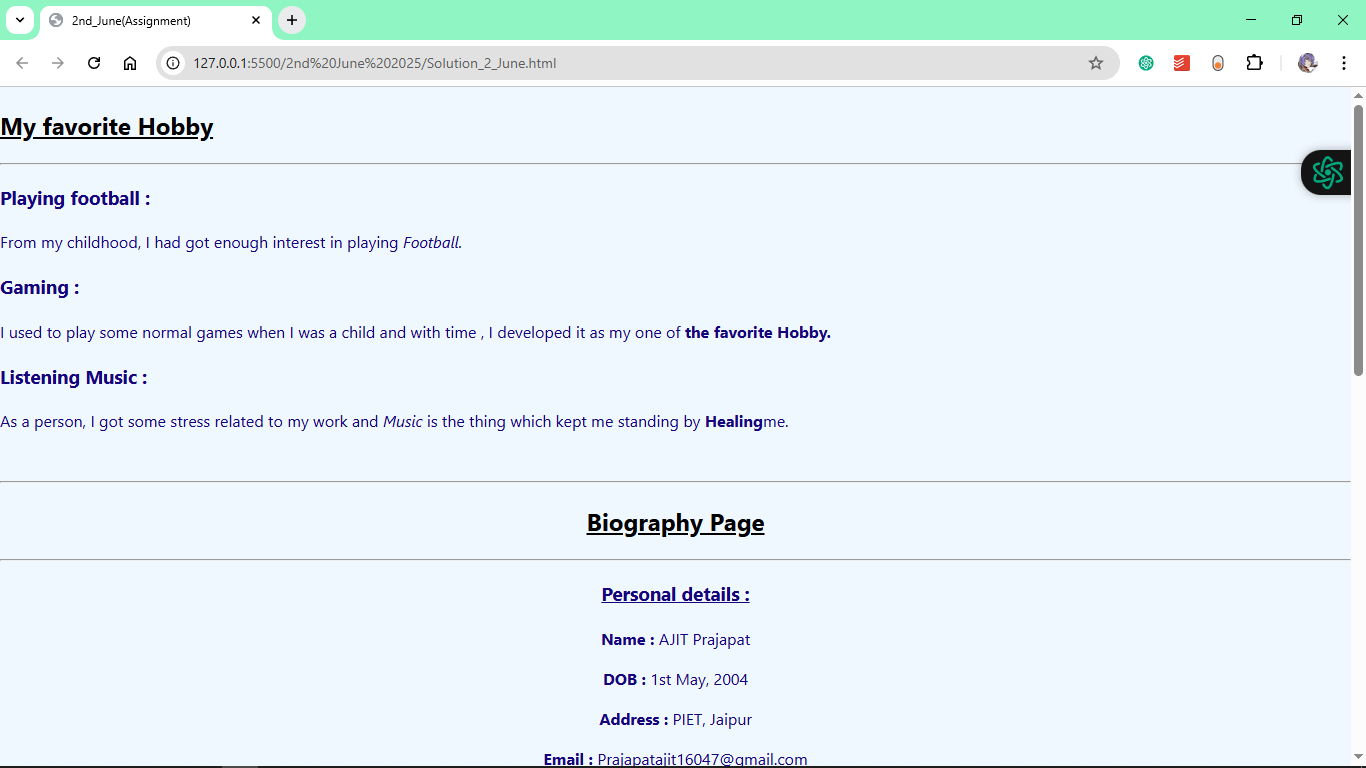 2nd_June(Assignment)
127.0.0.1:5500/2nd%20June%202025/Solution_2_June.html
My favorite Hobby
Playing football :
From my childhood, I had got enough interest in playing Football.
Gaming :
I used to play some normal games when I was a child and with time , I developed it as my one of the favorite Hobby.
Listening Music :
As a person, I got some stress related to my work and Music is the thing which kept me standing by Healingme.
Biography Page
Personal details :
Name : AJIT Prajapat
DOB : 1st May, 2004
Address : PIET, Jaipur
Email : Prajapatajit16047@gmail.com